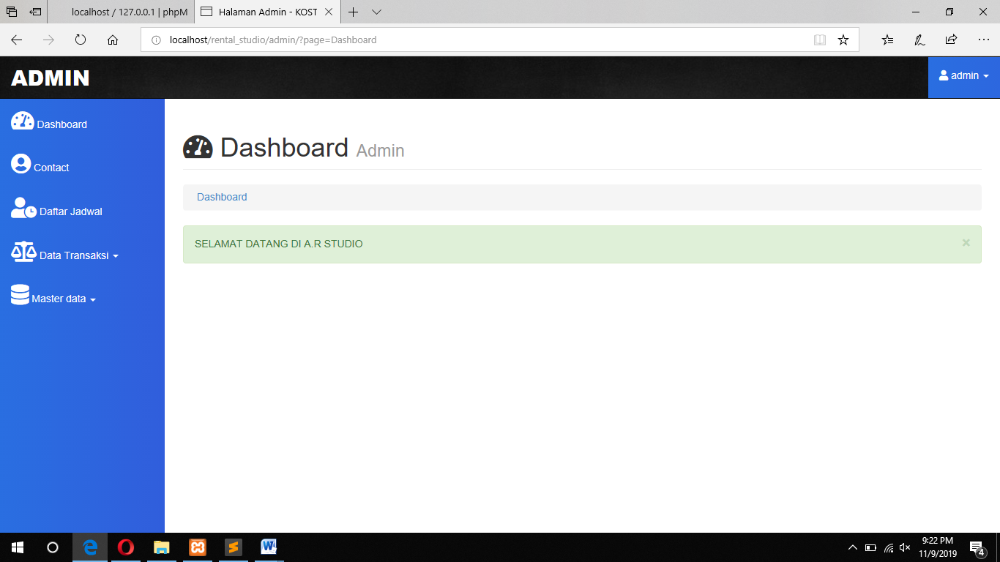 localhost / 127.0.0.1 | phpM
Halaman Admin - KOST
localhost/rental_studio/admin/?page=Dashboard
ADMIN
admin
Dashboard
Contact
Daftar Jadwal
Data Transaksi
Master data
Dashboard Admin
Dashboard
SELAMAT DATANG DI A.R STUDIO
×
9:22 PM
11/9/2019
4